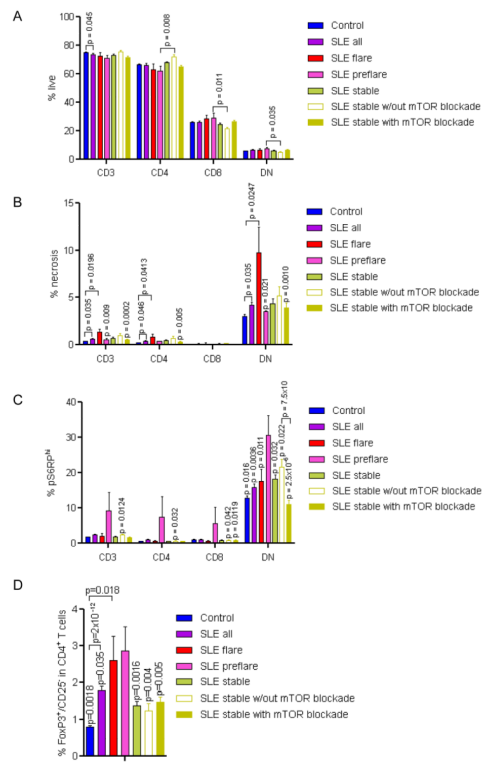 A
% live
100
80
60
40
20
0
p = 0.045
p = 0.008
p = 0.011
p = 0.035
CD3
CD4
CD8
DN
Control
SLE all
SLE flare
SLE preflare
SLE stable
SLE stable w/out mTOR blockade
SLE stable with mTOR blockade
B
% necrosis
15
10
5
0
p = 0.035
p = 0.0196
p = 0.009
p = 0.0002
p = 0.046
p = 0.0413
p = 0.005
p = 0.035
p = 0.0247
p = 0.021
p = 0.0010
CD3
CD4
CD8
DN
Control
SLE all
SLE flare
SLE preflare
SLE stable
SLE stable w/out mTOR blockade
SLE stable with mTOR blockade
C
% pS6RPhi
40
30
20
10
0
p = 0.0124
p = 0.032
p = 0.042
p = 0.0119
p = 0.016
p = 0.0036
p = 0.011
p = 0.032
p = 0.022
p = 7.5x10
CD3
CD4
CD8
DN
Control
SLE all
SLE flare
SLE preflare
SLE stable
SLE stable w/out mTOR blockade
SLE stable with mTOR blockade
D
% FoxP3+/CD25- in CD4+ T cells
4
3
2
1
0
p=0.018
p=2x10-12
p=0.0018
p=0.035
p=0.0016
p=0.004
p=0.005
Control
SLE all
SLE flare
SLE preflare
SLE stable
SLE stable w/out mTOR blockade
SLE stable with mTOR blockade